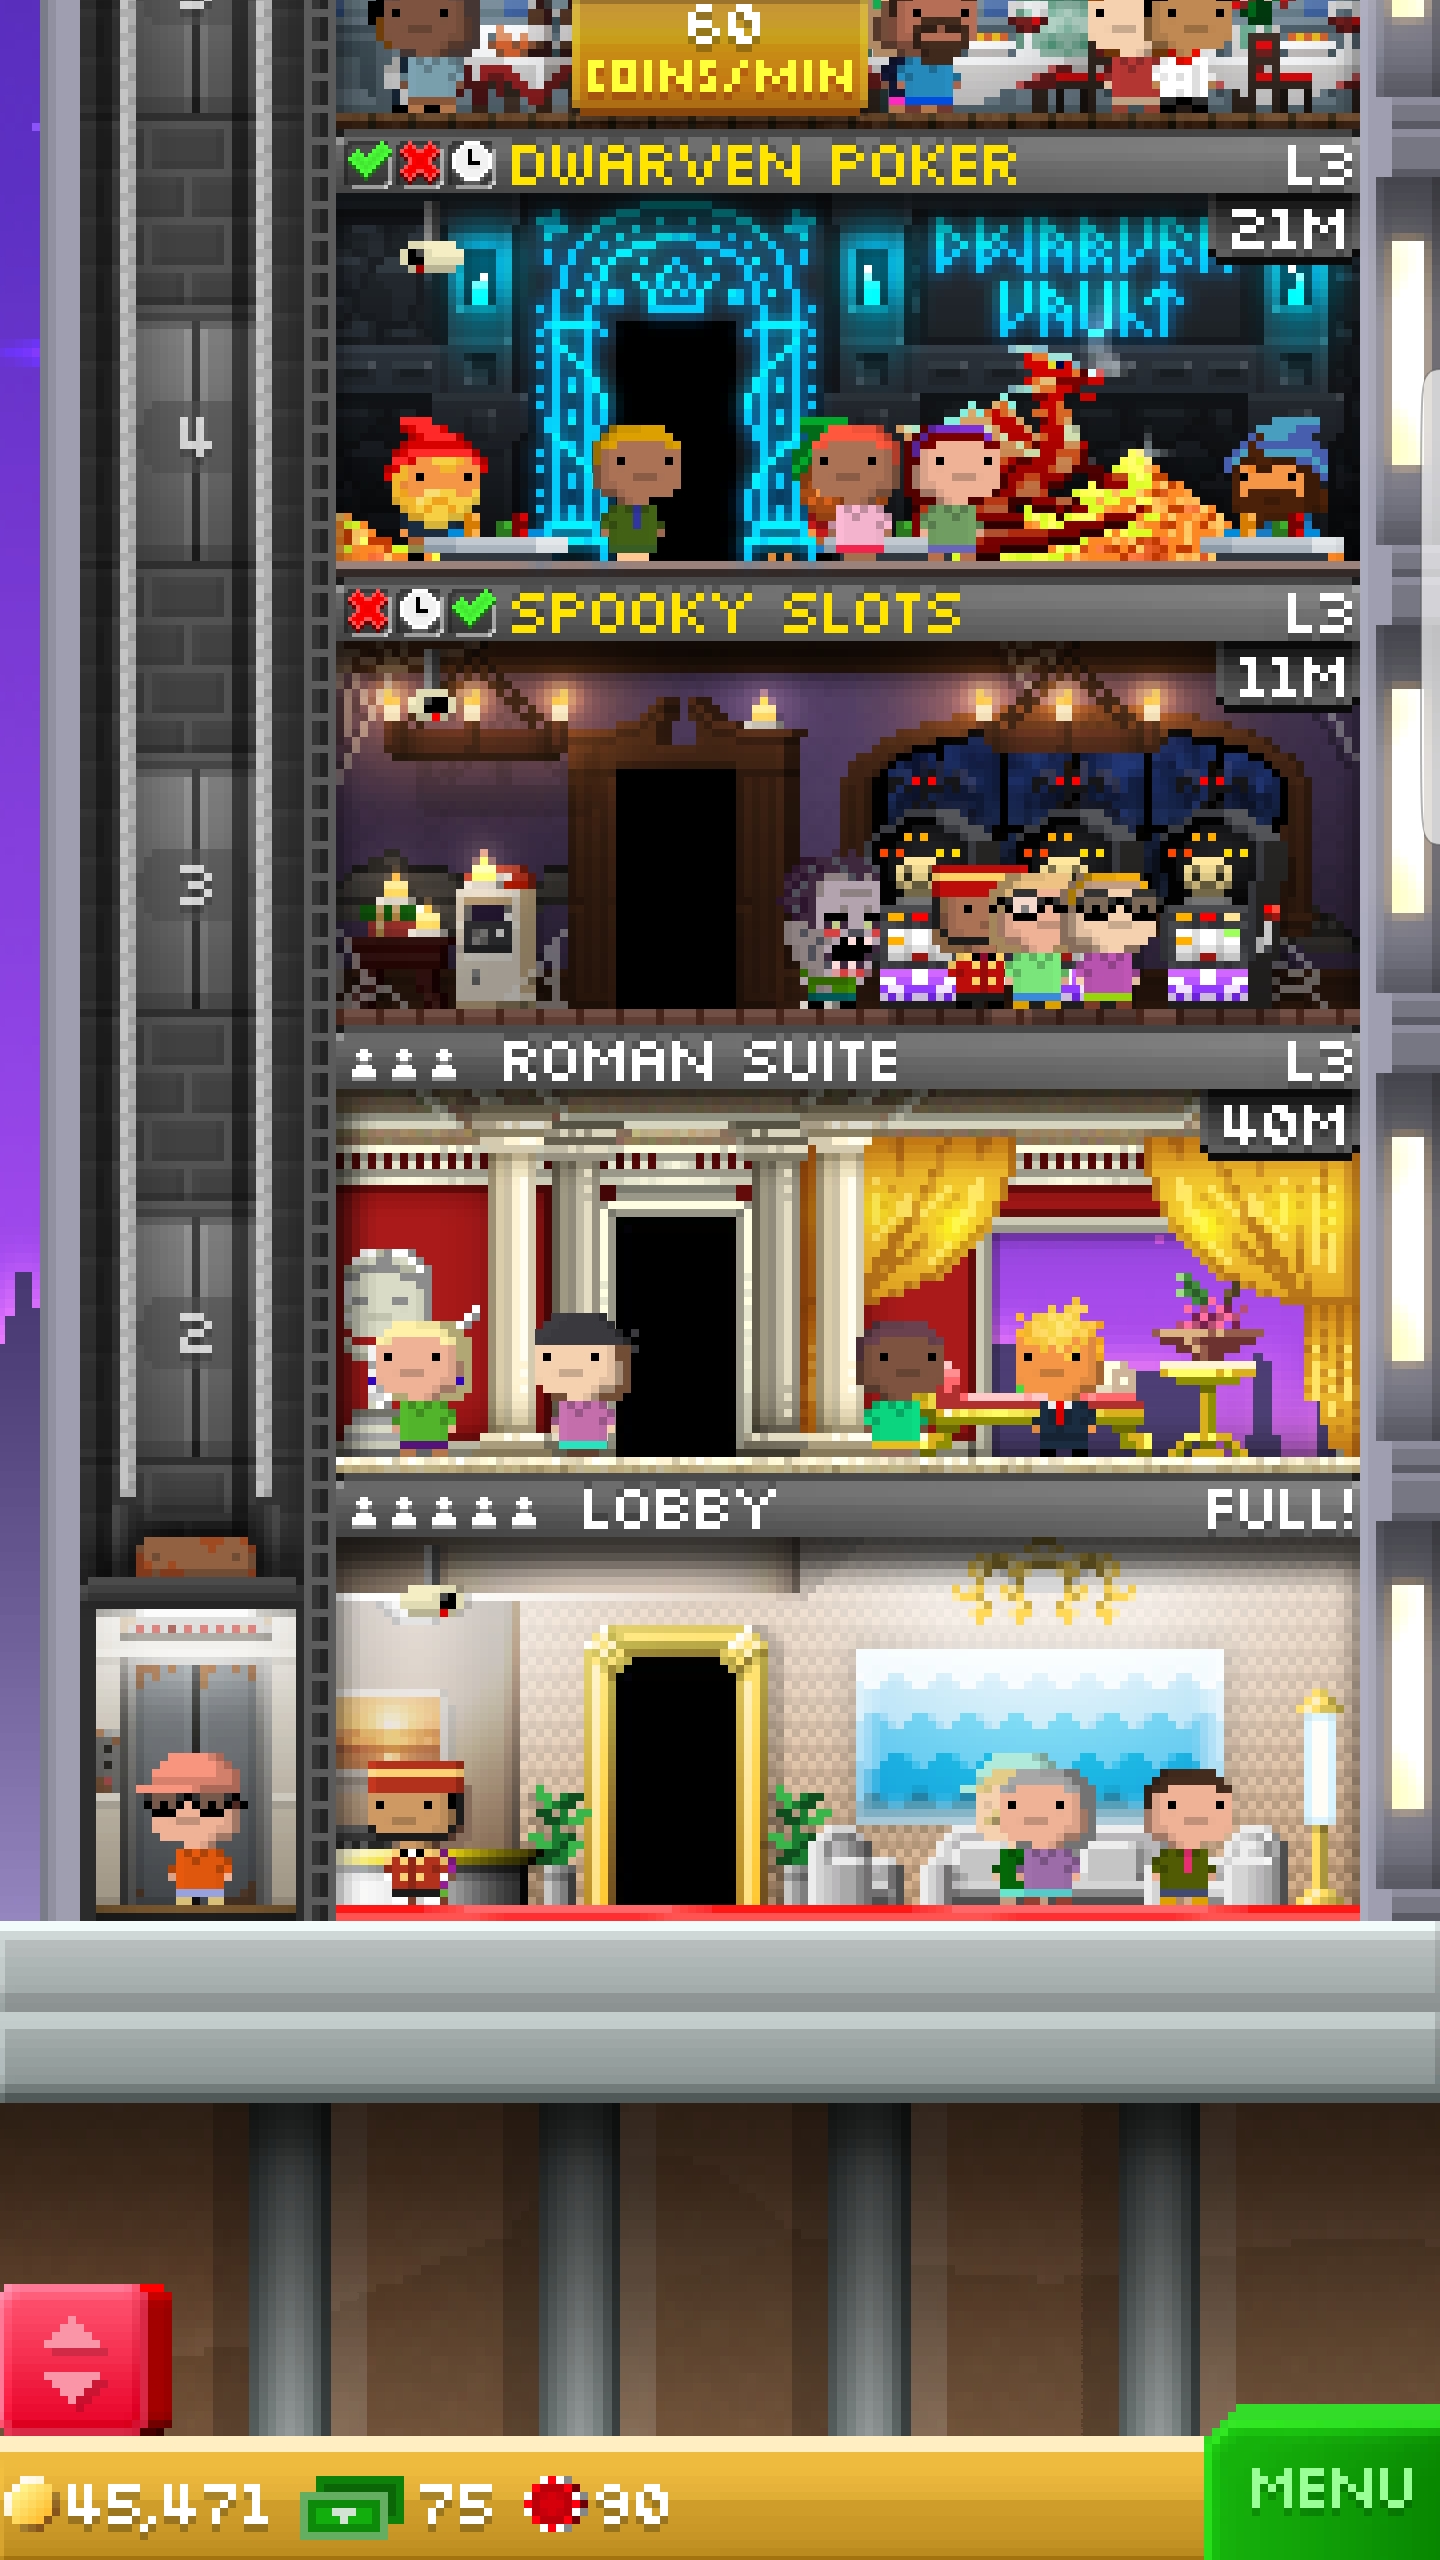 60
COINS/MIN
DWARVEN POKER L3
21M
DWARVEN
VAULT
4
SPOOKY SLOTS L3
11M
3
ROMAN SUITE L3
40M
2
LOBBY FULL!
45,471 75 90
MENU